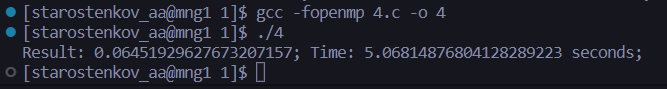 [starostenkov_aa@mng1 1]$ gcc -fopenmp 4.c -o 4
[starostenkov_aa@mng1 1]$ ./4
Result: 0.06451929627673207157; Time: 5.06814876804128289223 seconds;
[starostenkov_aa@mng1 1]$